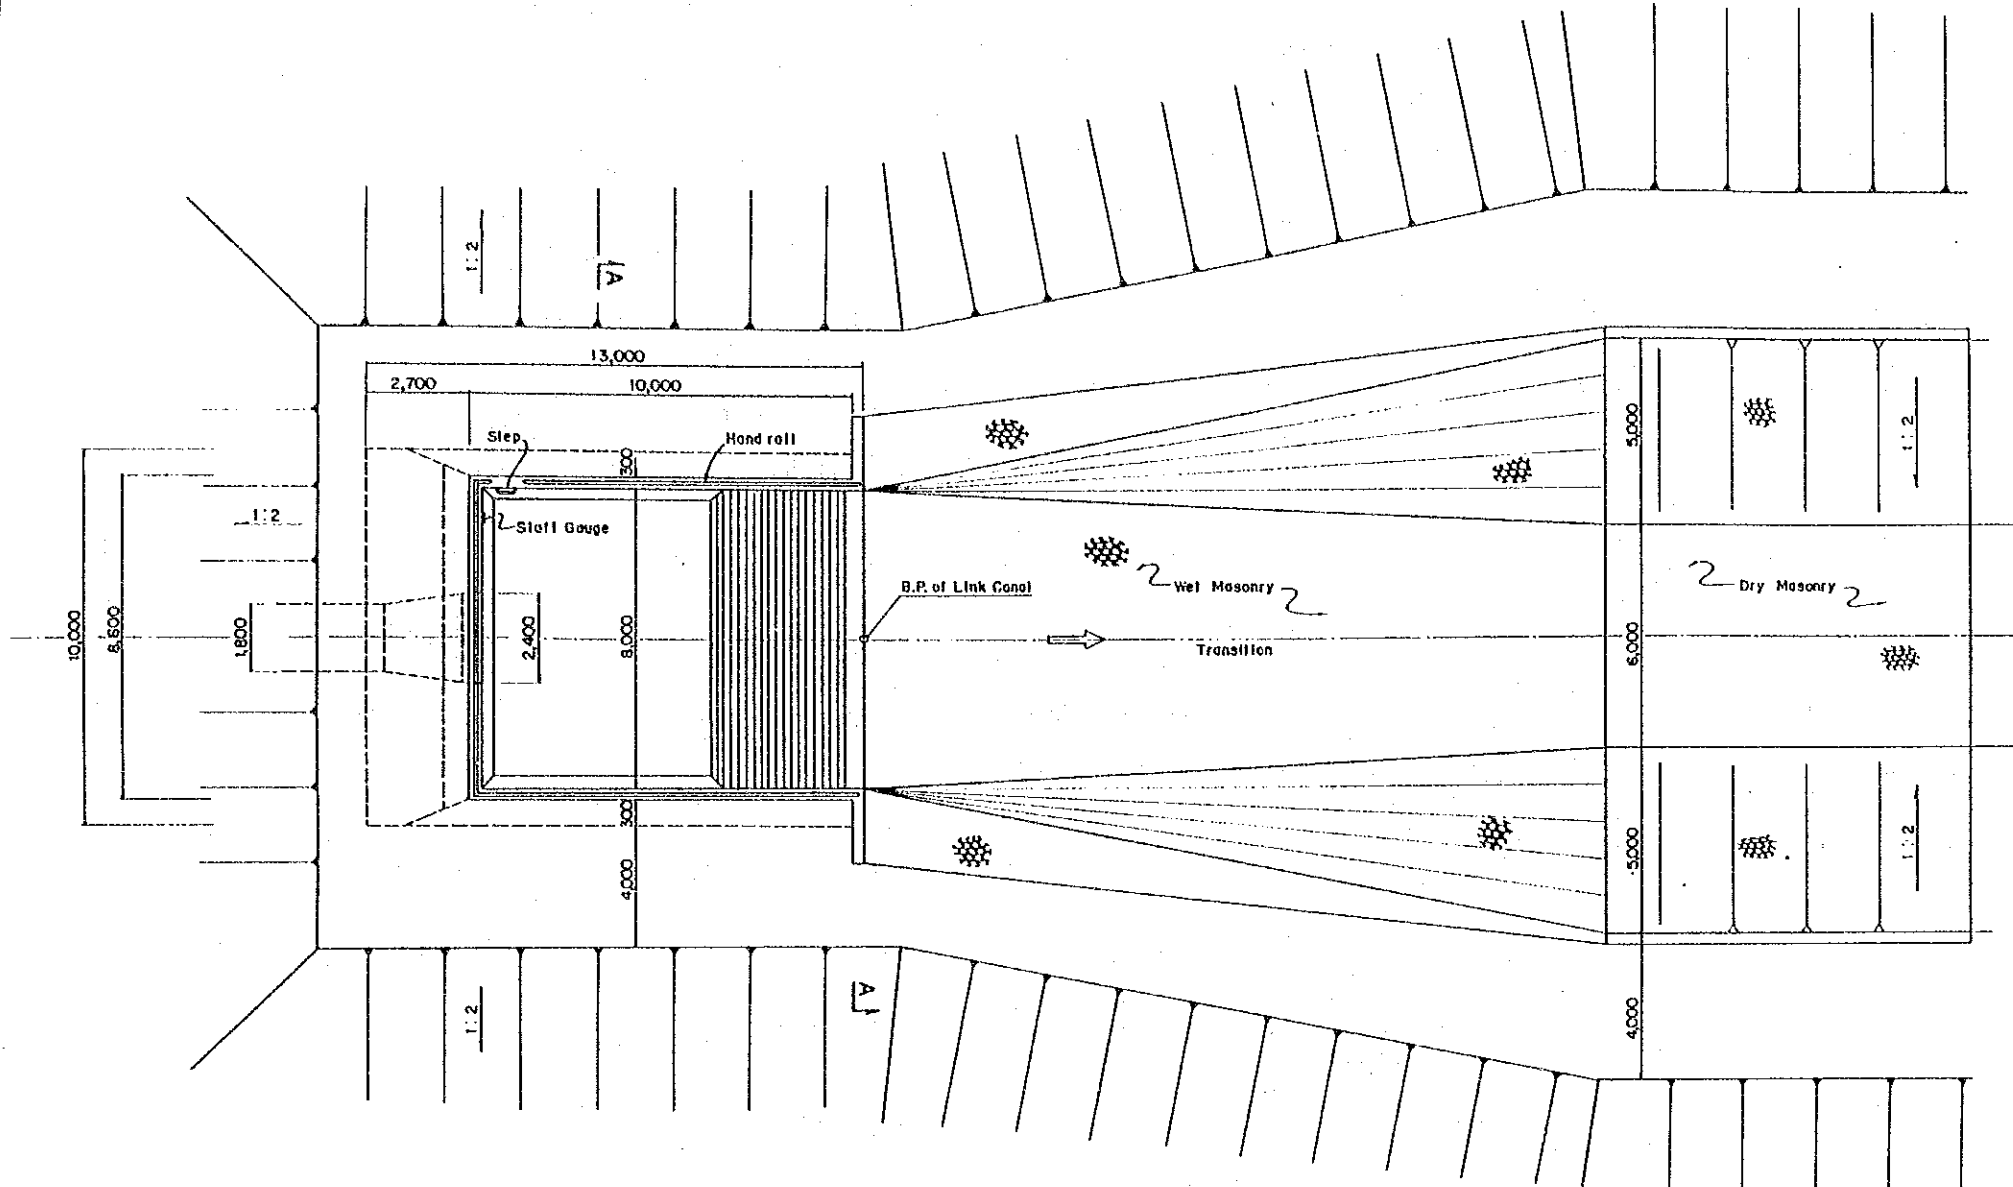 1:2
A
13,000
2,700
10,000
Step
Hand rail
300
5,000
1:2
1:2
Staff Gauge
B.P. of Link Canal
Wet Masonry
Dry Masonry
10,000
8,600
1,800
2,400
8,000
6,000
Transition
300
4,000
5,000
1:2
A
1:2
4,000